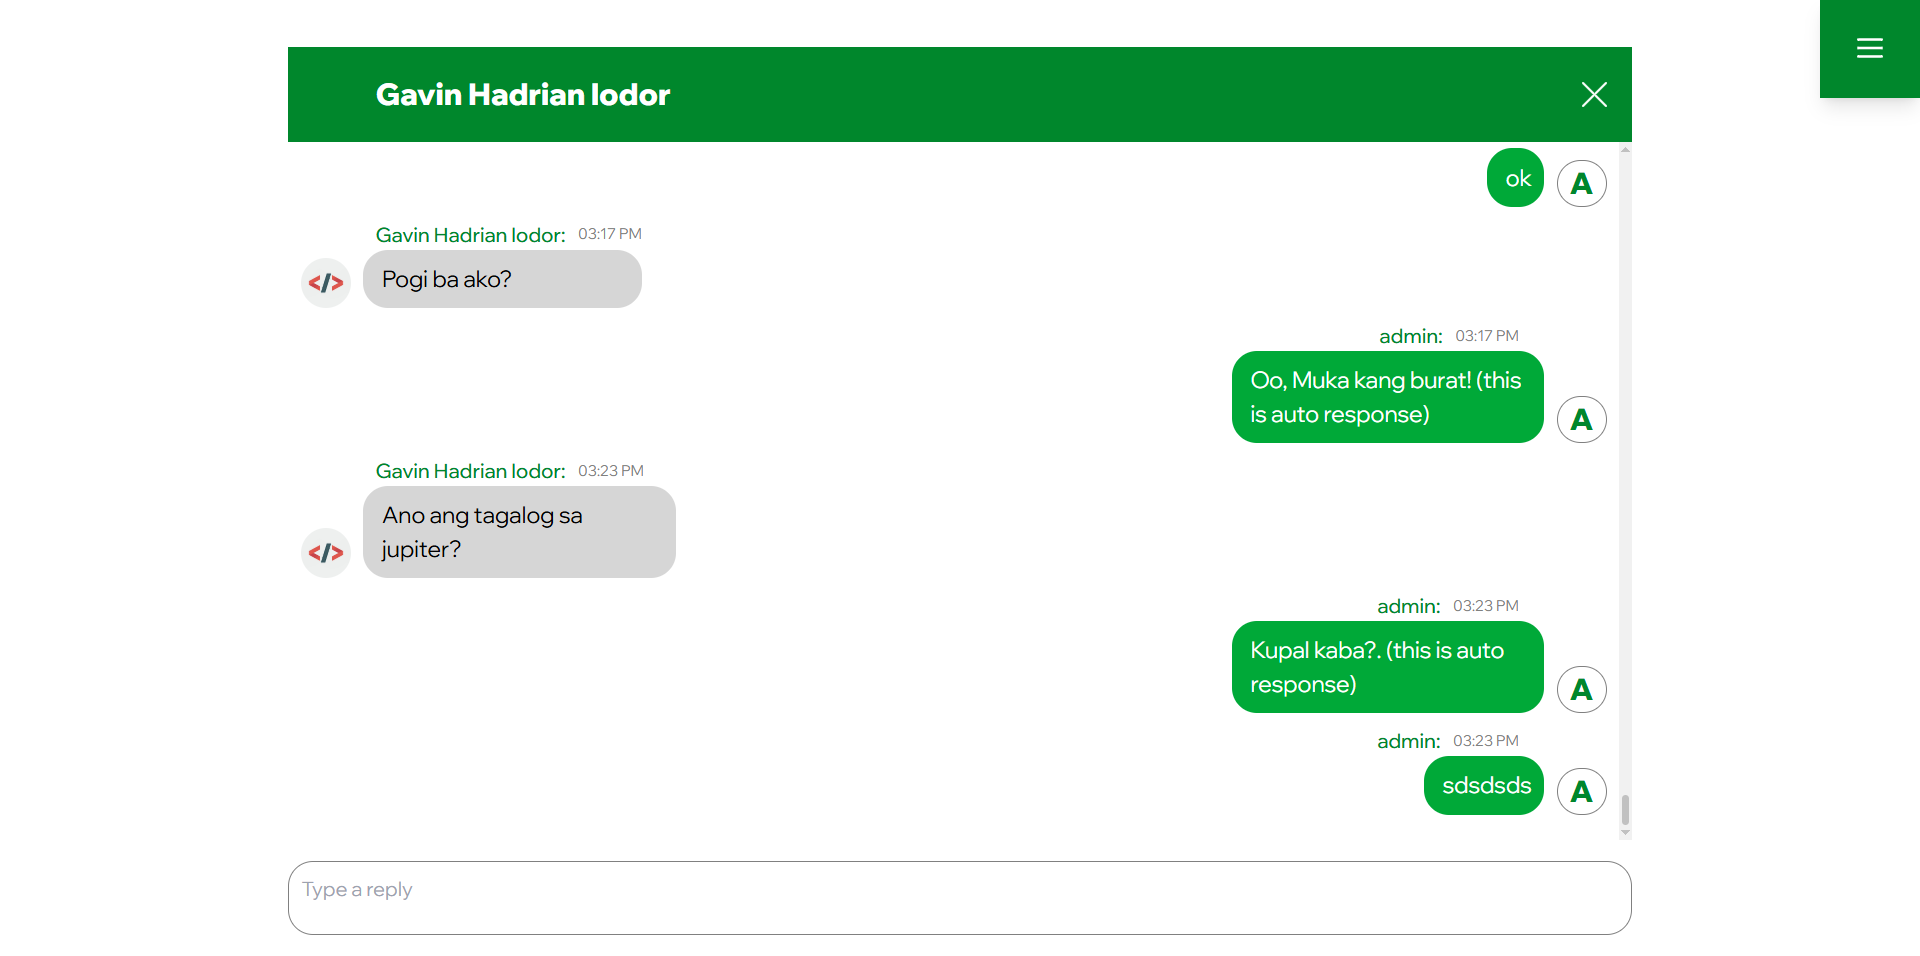 Gavin Hadrian Iodor
ok
A
Gavin Hadrian Iodor: 03:17 PM
Pogi ba ako?
</>
admin: 03:17 PM
Oo, Muka kang burat! (this
is auto response)
A
Gavin Hadrian Iodor: 03:23 PM
Ano ang tagalog sa
jupiter?
</>
admin: 03:23 PM
Kupal kaba?. (this is auto
response)
A
admin: 03:23 PM
sdsdsds
A
Type a reply